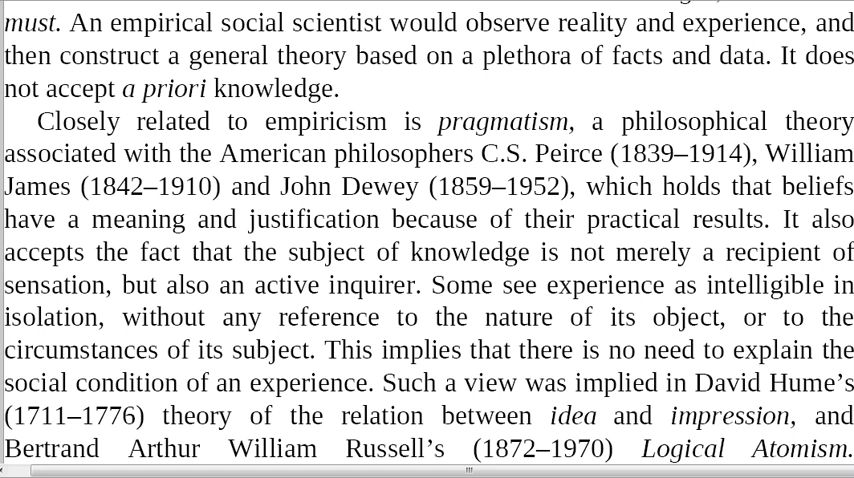 must. An empirical social scientist would observe reality and experience, and
then construct a general theory based on a plethora of facts and data. It does
not accept a priori knowledge.
Closely related to empiricism is pragmatism, a philosophical theory
associated with the American philosophers C.S. Peirce (1839–1914), William
James (1842–1910) and John Dewey (1859–1952), which holds that beliefs
have a meaning and justification because of their practical results. It also
accepts the fact that the subject of knowledge is not merely a recipient of
sensation, but also an active inquirer. Some see experience as intelligible in
isolation, without any reference to the nature of its object, or to the
circumstances of its subject. This implies that there is no need to explain the
social condition of an experience. Such a view was implied in David Hume’s
(1711–1776) theory of the relation between idea and impression, and
Bertrand Arthur William Russell’s (1872–1970) Logical Atomism.